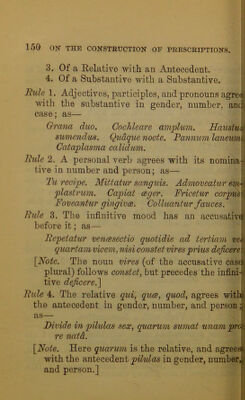 150 ON THE CONSTRUCTION OF PRESCRIPTIONS.
3. Of a Relative with an Antecedent.
4. Of a Substantive with a Substantive.
Rule 1. Adjectives, participles, and pronouns agree
with the substantive in gender, number, and
case; as—
Grana duo. Cochleare amplum. Haustus
sumendus. Quâque nocte. Pannum laneum
Cataplasma calidum.
Rule 2. A personal verb agrees with its nomina-
tive in number and person; as—
Tu recipe. Mittatur sanguis. Admoveatur em-
plastrum. Capiat æger. Fricetur corpus
Foveantur gingivæ. Colluantur fauces.
Rule 3. The infinitive mood has an accusative
before it; as—
Repetatur venæsectio quotidie ad tertiam vel
quartam vicem, nisi constet vires prius deficere
[Note. The noun vires (of the accusative case
plural) follows constet, but precedes the infini-
tive deficere.]
Rule 4. The relative qui, quæ, quod, agrees with
the antecedent in gender, number, and person;
as—
Divide in pilulas sex, quarum sumat unam pro
re natâ.
[Note. Here quarum is the relative, and agrees
with the antecedent pilulas in gender, number,
and person.]